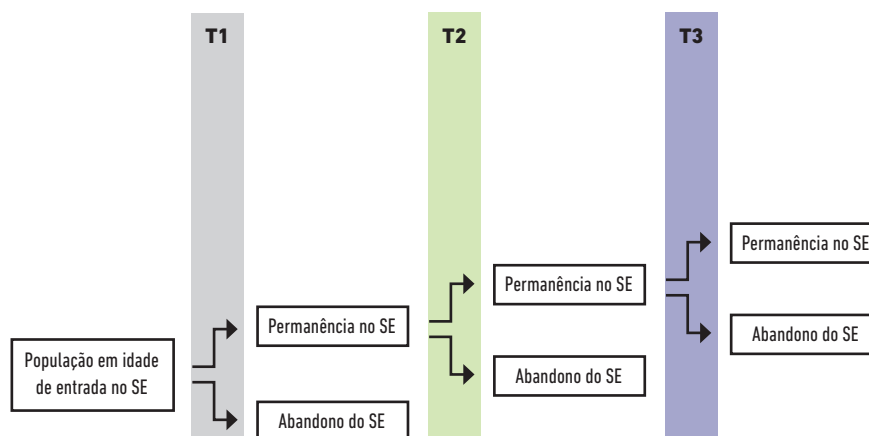 T1
T2
T3
Permanência no SE
Permanência no SE
Permanência no SE
Abandono do SE
População em idade
de entrada no SE
Abandono do SE
Abandono do SE